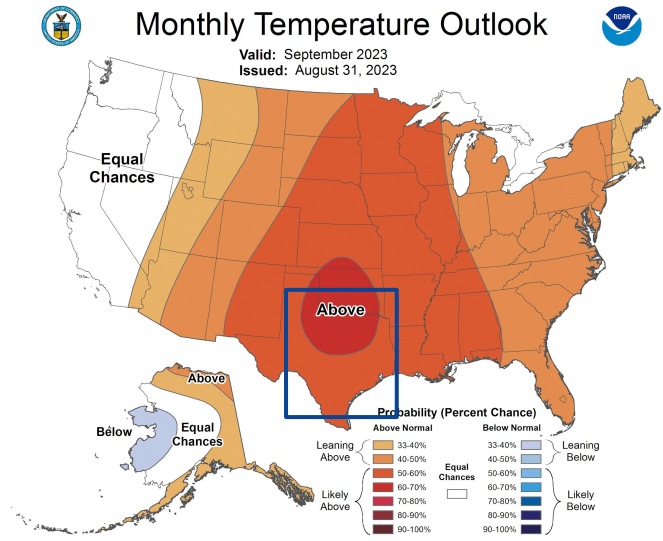 Monthly Temperature Outlook
NOAA
Valid: September 2023
Issued: August 31, 2023
Equal
Chances
Above
Above
Below
Equal
Chances
Probability (Percent Chance)
Above Normal
Below Normal
Leaning
Above
33-40%
40-50%
Likely
Above
50-60%
60-70%
70-80%
80-90%
90-100%
Equal
Chances
33-40%
40-50%
Leaning
Below
50-60%
60-70%
70-80%
80-90%
90-100%
Likely
Below